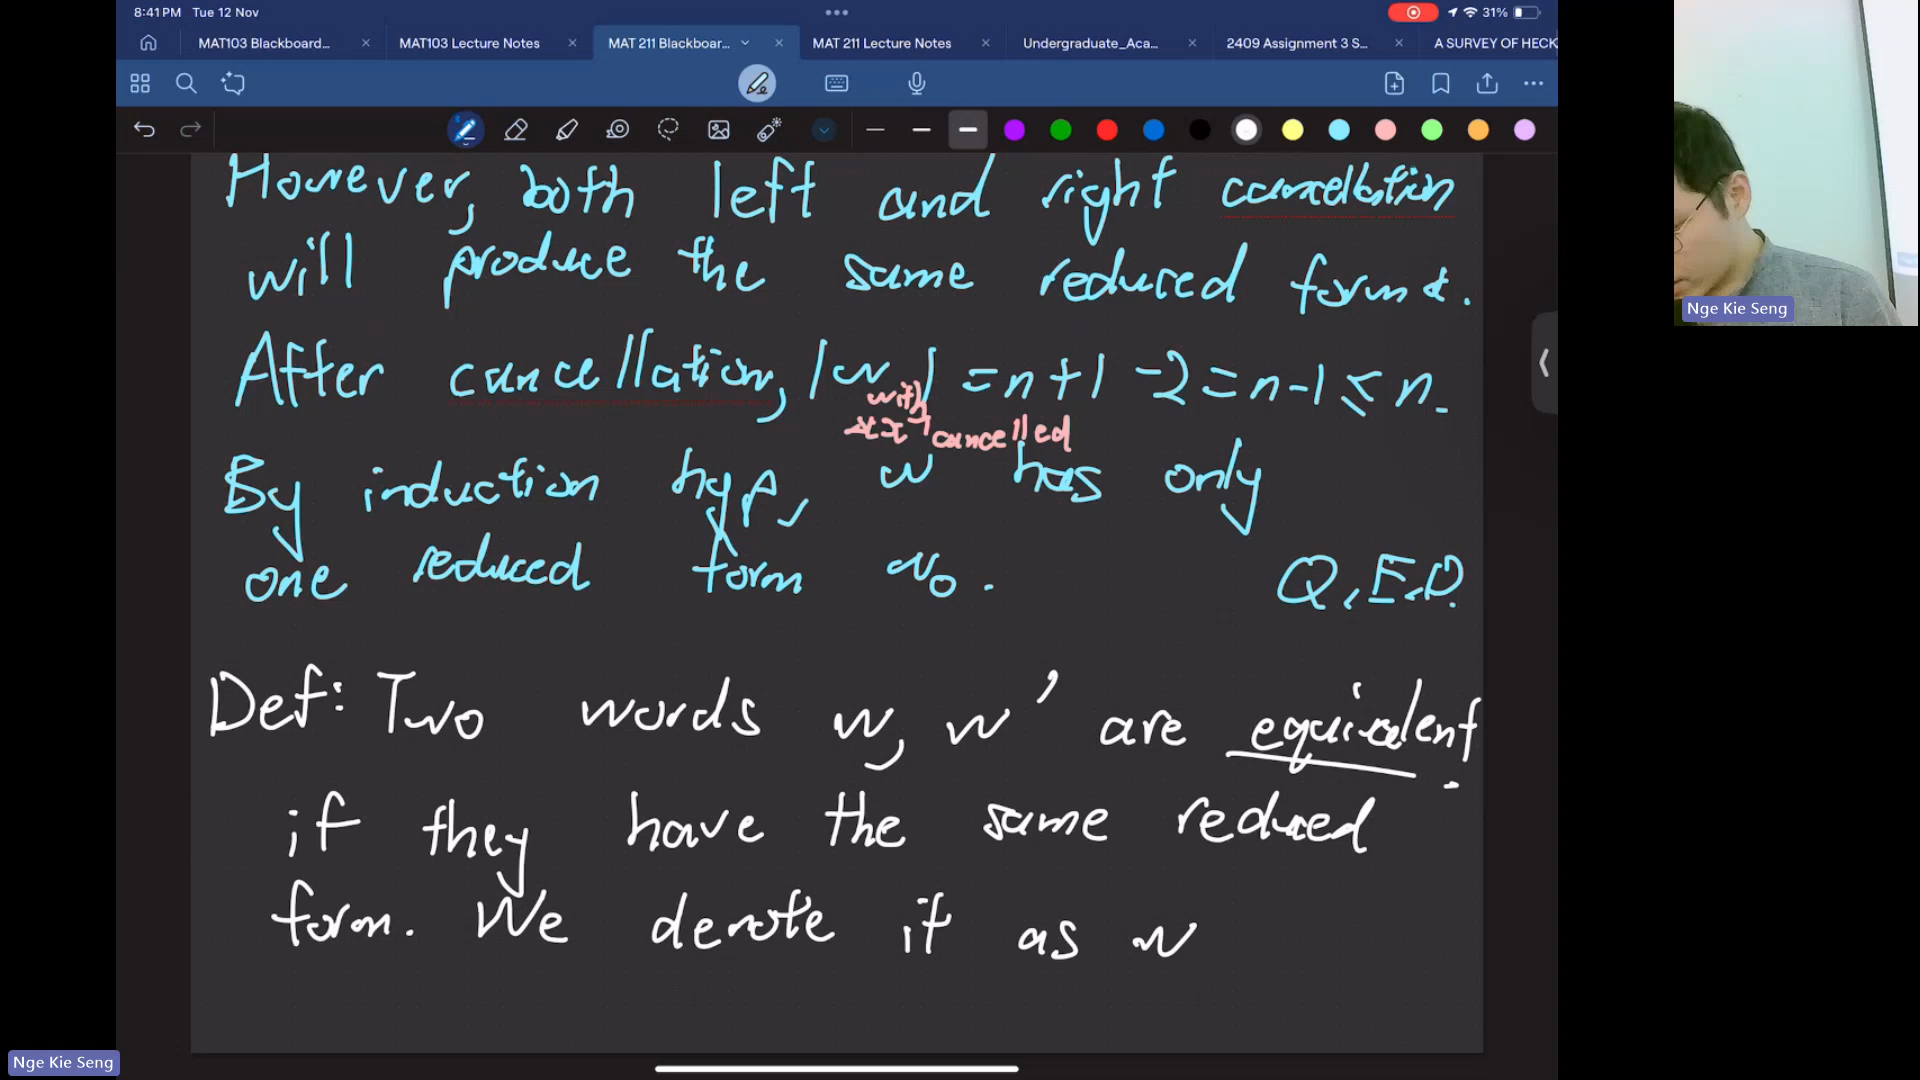 8:41 PM Tue 12 Nov
31%
MAT103 Blackboard... MAT103 Lecture Notes MAT 211 Blackboar... MAT 211 Lecture Notes Undergraduate_Aca... 2409 Assignment 3 S... A SURVEY OF HECK
However, both left and right cancellation
will produce the same reduced form.
After cancellation, |w | = n+1 -2 = n-1 ≤ n.
with
xx⁻¹ cancelled
By induction hyp, w has only
one reduced form w₀. Q.E.D.
Def: Two words w, w' are equivalent
if they have the same reduced
form. We denote it as w
Nge Kie Seng
Nge Kie Seng